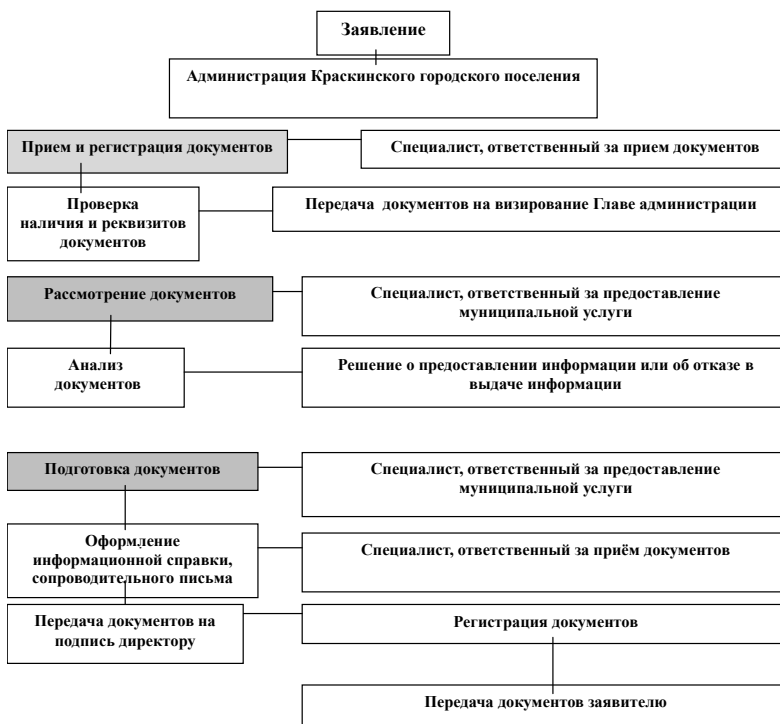 Заявление
Администрация Краскинского городского поселения
Прием и регистрация документов
Специалист, ответственный за прием документов
Проверка
наличия и реквизитов
документов
Передача документов на визирование Главе администрации
Рассмотрение документов
Специалист, ответственный за предоставление
муниципальной услуги
Анализ
документов
Решение о предоставлении информации или об отказе в
выдаче информации
Подготовка документов
Специалист, ответственный за предоставление
муниципальной услуги
Оформление
информационной справки,
сопроводительного письма
Специалист, ответственный за приём документов
Передача документов на
подпись директору
Регистрация документов
Передача документов заявителю